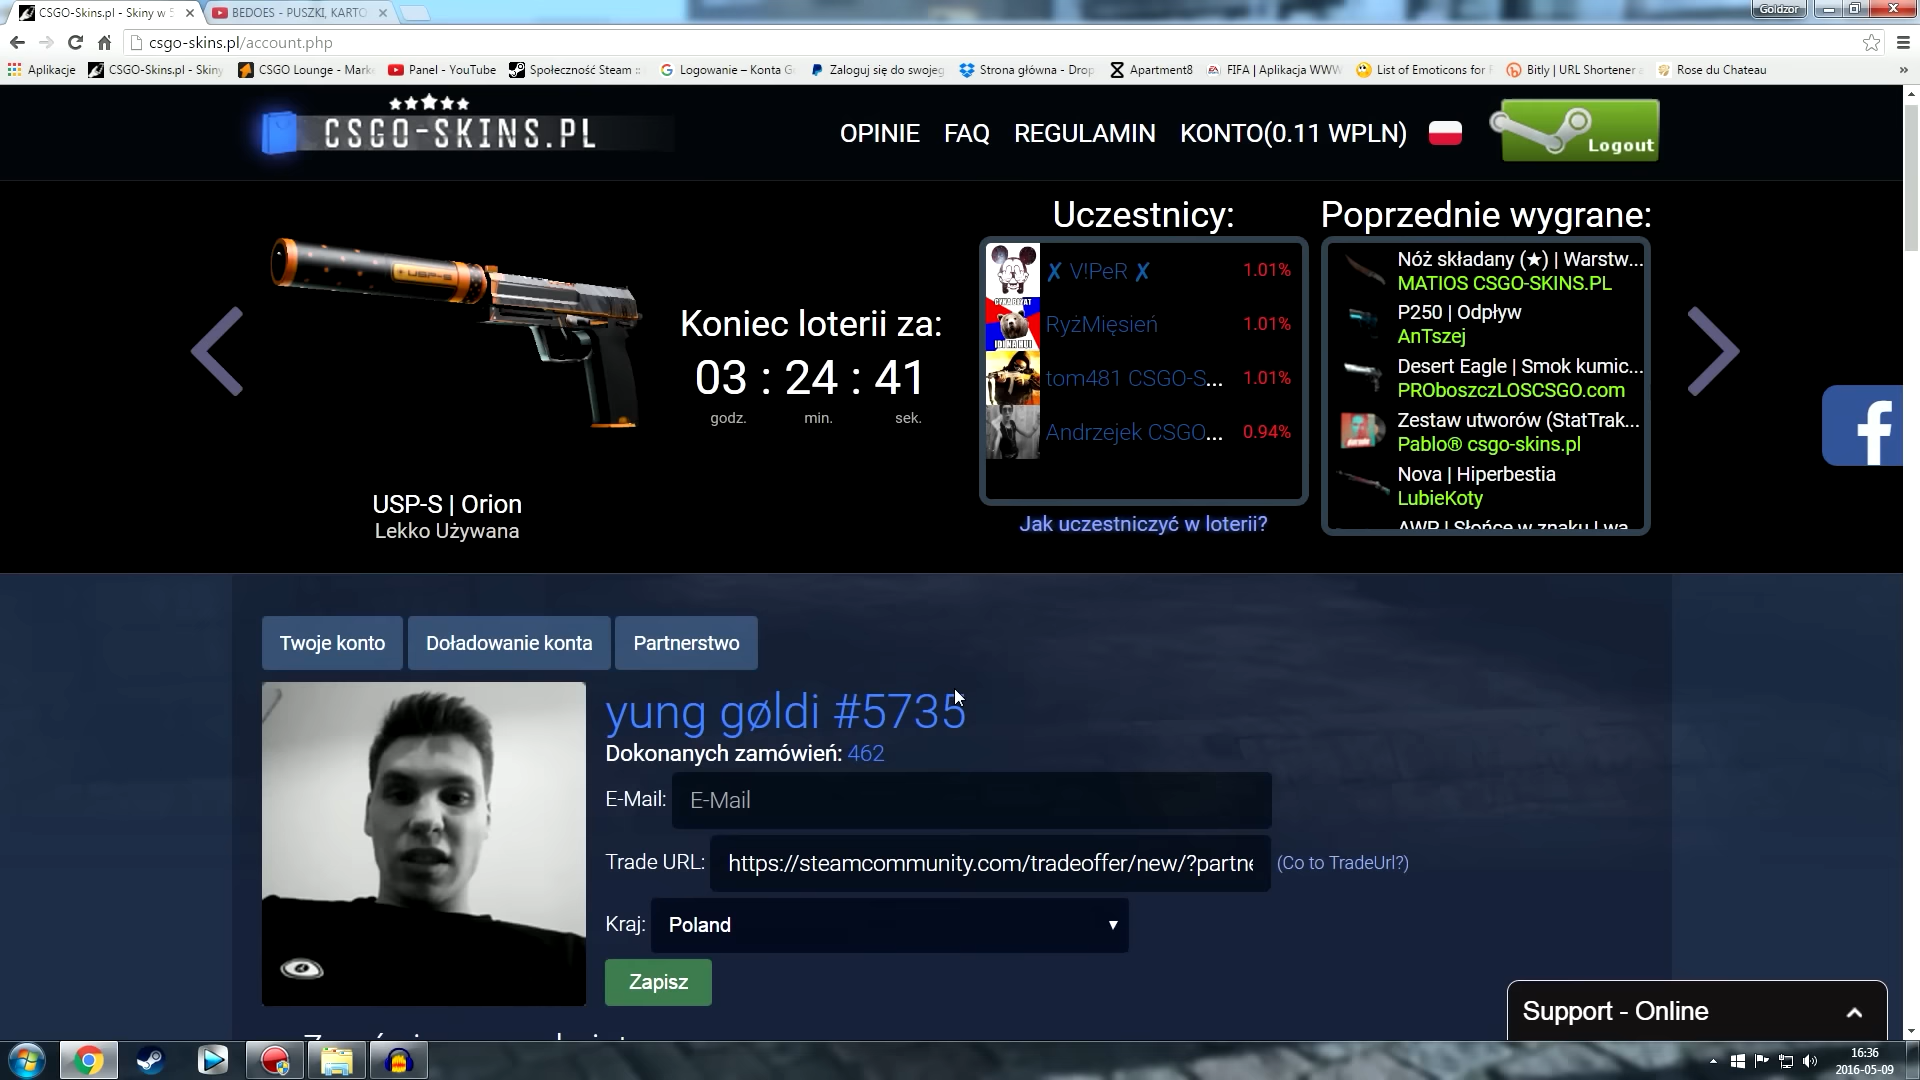 CSGO-Skins.pl - Skiny w 5
BEDOES - PUSZKI, KARTO
Goldzor
csgo-skins.pl/account.php
Aplikacje
CSGO-Skins.pl - Skiny
CSGO Lounge - Mark
Panel - YouTube
Społeczność Steam ::
Logowanie – Konta G
Zaloguj się do swojeg
Strona główna - Drop
Apartment8
FIFA | Aplikacja WWW
List of Emoticons for
Bitly | URL Shortener
Rose du Chateau
CSGO-SKINS.PL
OPINIE
FAQ
REGULAMIN
KONTO(0.11 WPLN)
Logout
Koniec loterii za:
03 : 24 : 41
godz. min. sek.
USP-S | Orion
Lekko Używana
Uczestnicy:
✗ V!PeR ✗ 1.01%
RyżMięsień 1.01%
tom481 CSGO-S... 1.01%
Andrzejek CSGO... 0.94%
Jak uczestniczyć w loterii?
Poprzednie wygrane:
Nóż składany (★) | Warstw...
MATIOS CSGO-SKINS.PL
P250 | Odpływ
AnTszej
Desert Eagle | Smok kumic...
PROboszczLOSCSGO.com
Zestaw utworów (StatTrak...
Pablo® csgo-skins.pl
Nova | Hiperbestia
LubieKoty
AWP | Słońce w znaku | wa
Twoje konto
Doładowanie konta
Partnerstwo
yung gøldi #5735
Dokonanych zamówień: 462
E-Mail: E-Mail
Trade URL: https://steamcommunity.com/tradeoffer/new/?partne (Co to TradeUrl?)
Kraj: Poland
Zapisz
Support - Online
16:36
2016-05-09